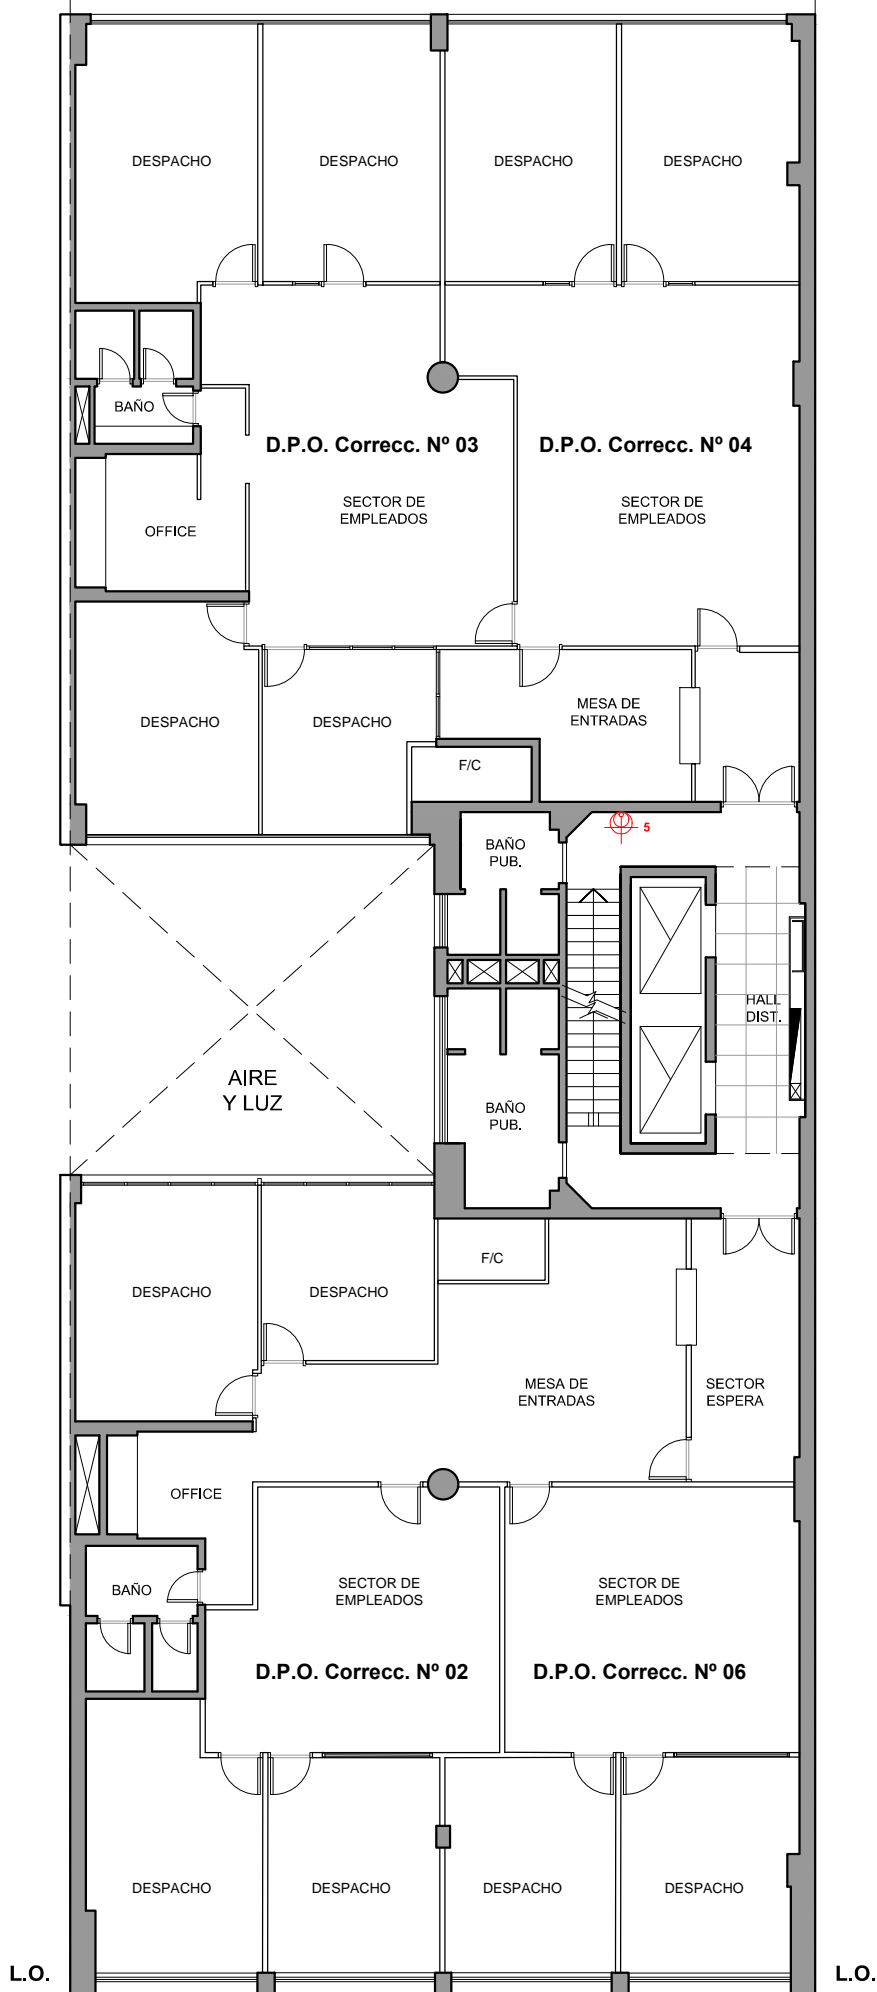 DESPACHO
DESPACHO
DESPACHO
DESPACHO
BAÑO
D.P.O. Correcc. Nº 03
D.P.O. Correcc. Nº 04
SECTOR DE
EMPLEADOS
SECTOR DE
EMPLEADOS
OFFICE
DESPACHO
DESPACHO
MESA DE
ENTRADAS
F/C
5
BAÑO
PUB.
HALL
DIST.
AIRE
Y LUZ
BAÑO
PUB.
F/C
DESPACHO
DESPACHO
MESA DE
ENTRADAS
SECTOR
ESPERA
OFFICE
BAÑO
SECTOR DE
EMPLEADOS
SECTOR DE
EMPLEADOS
D.P.O. Correcc. Nº 02
D.P.O. Correcc. Nº 06
DESPACHO
DESPACHO
DESPACHO
DESPACHO
L.O.
L.O.